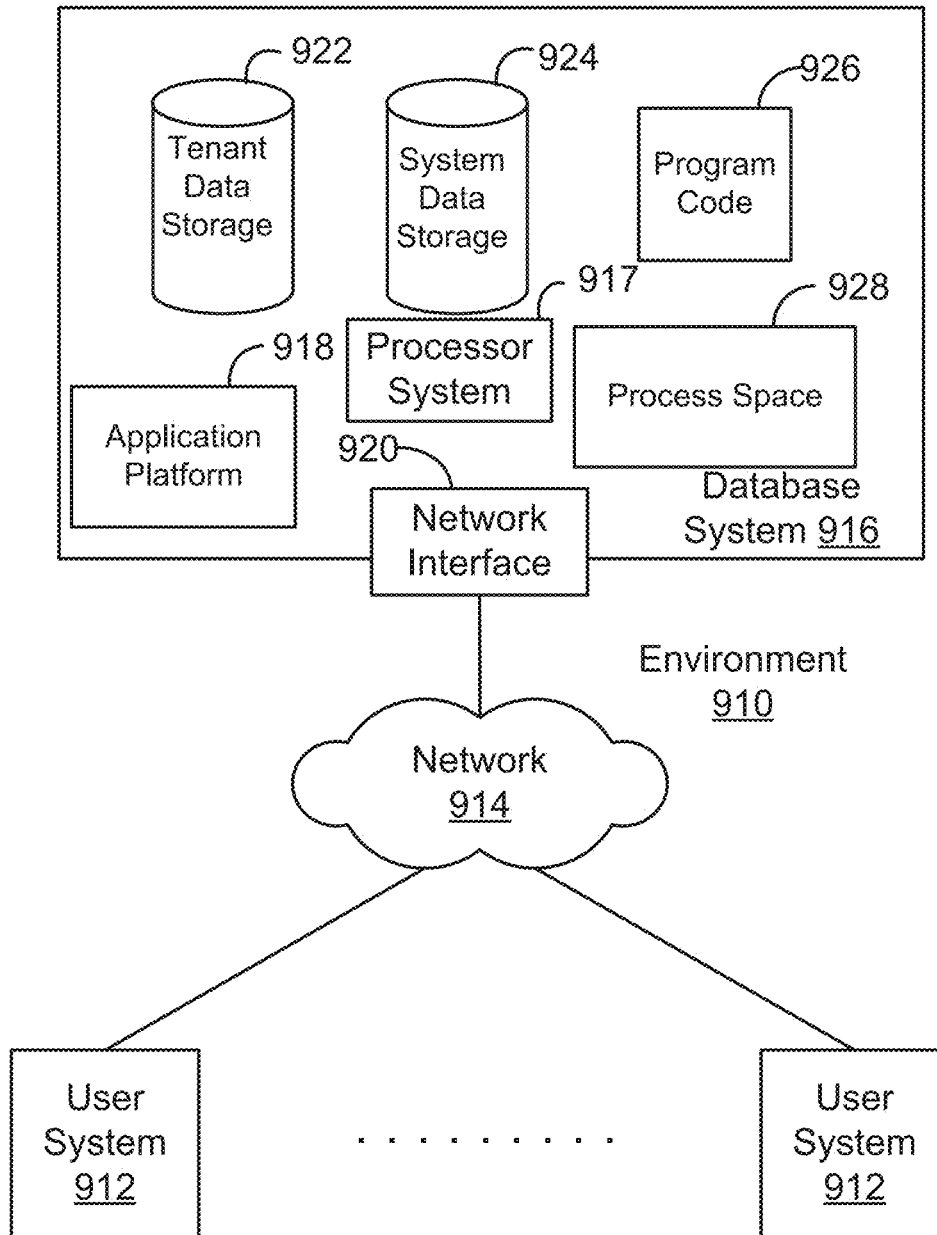 922
924
926
Tenant
Data
Storage
System
Data
Storage
Program
Code
917
928
918
Processor
System
Process Space
Application
Platform
920
Database
System 916
Network
Interface
Environment
910
Network
914
User
System
912
. . . . . . . . .
User
System
912